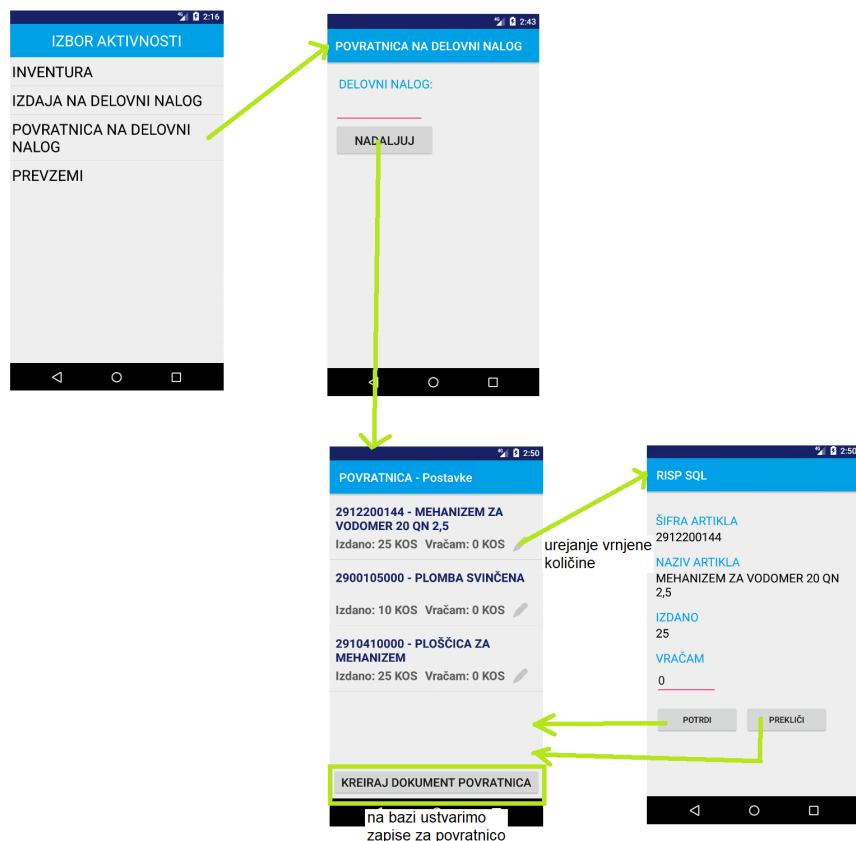 2:16
IZBOR AKTIVNOSTI
INVENTURA
IZDAJA NA DELOVNI NALOG
POVRATNICA NA DELOVNI
NALOG
PREVZEMI
2:43
POVRATNICA NA DELOVNI NALOG
DELOVNI NALOG:
NADALJUJ
2:50
POVRATNICA - Postavke
2912200144 - MEHANIZEM ZA
VODOMER 20 QN 2,5
Izdano: 25 KOS Vračam: 0 KOS
2900105000 - PLOMBA SVINČENA
Izdano: 10 KOS Vračam: 0 KOS
2910410000 - PLOŠČICA ZA
MEHANIZEM
Izdano: 25 KOS Vračam: 0 KOS
KREIRAJ DOKUMENT POVRATNICA
na bazi ustvarimo
zapise za povratnico
urejanje vrnjene
količine
2:50
RISP SQL
ŠIFRA ARTIKLA
2912200144
NAZIV ARTIKLA
MEHANIZEM ZA VODOMER 20 QN
2,5
IZDANO
25
VRAČAM
0
POTRDI
PREKLIČI